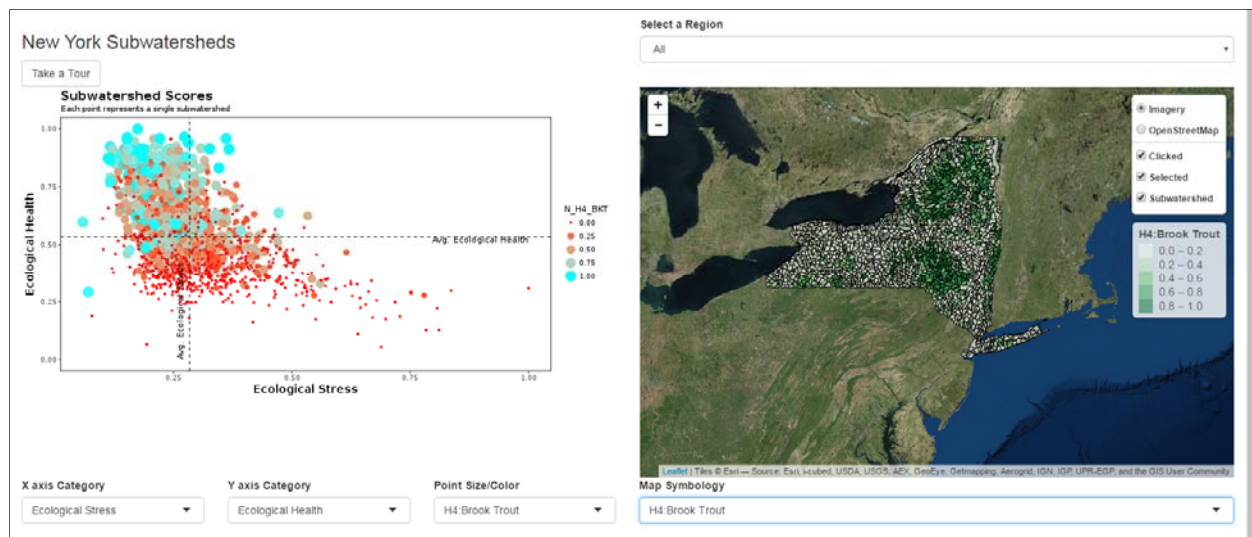 New York Subwatersheds
Take a Tour
Subwatershed Scores
Each point represents a single subwatershed
1.00
0.75
0.50
0.25
0.00
Ecological Health
Avg. Ecological Health
Avg. Ecological
0.25
0.50
0.75
1.00
Ecological Stress
N_H4_BKT
0.00
0.25
0.50
0.75
1.00
X axis Category
Ecological Stress
Y axis Category
Ecological Health
Point Size/Color
H4:Brook Trout
Select a Region
All
+
−
Imagery
OpenStreetMap
Clicked
Selected
Subwatershed
H4:Brook Trout
0.0 – 0.2
0.2 – 0.4
0.4 – 0.6
0.6 – 0.8
0.8 – 1.0
Leaflet | Tiles © Esri — Source: Esri, i-cubed, USDA, USGS, AEX, GeoEye, Getmapping, Aerogrid, IGN, IGP, UPR-EGP, and the GIS User Community
Map Symbology
H4:Brook Trout